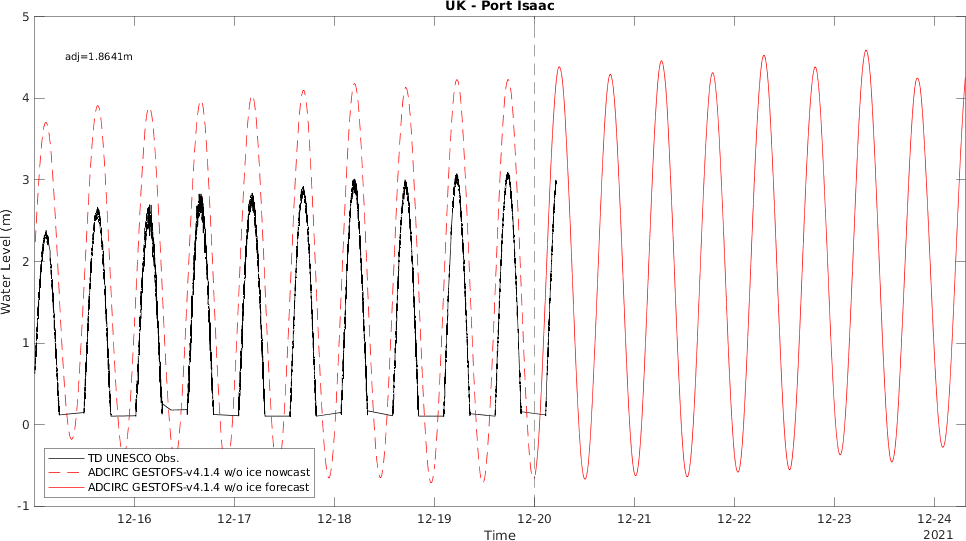 UK - Port Isaac
adj=1.8641m
5
4
3
2
1
0
-1
Water Level (m)
TD UNESCO Obs.
ADCIRC GESTOFS-v4.1.4 w/o ice nowcast
ADCIRC GESTOFS-v4.1.4 w/o ice forecast
12-16 12-17 12-18 12-19 12-20 12-21 12-22 12-23 12-24
Time
2021